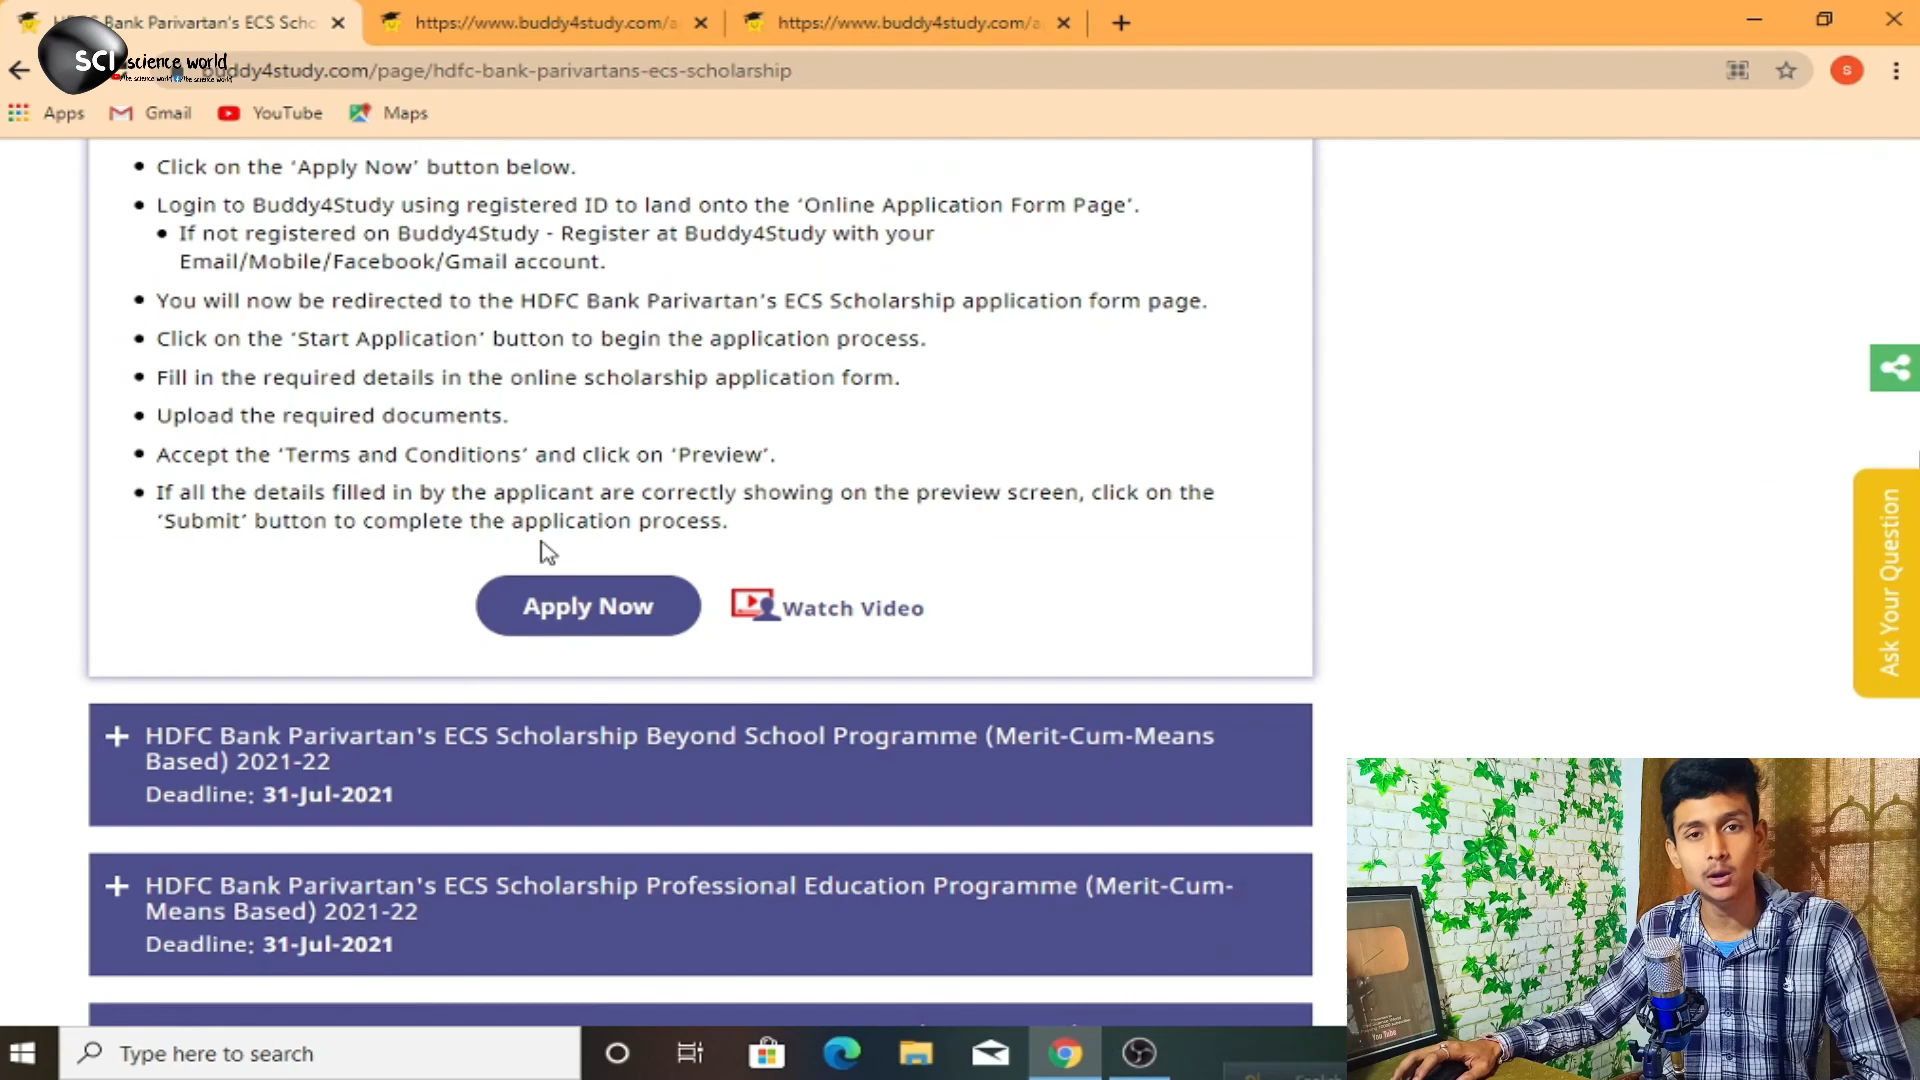 HDFC Bank Parivartan's ECS Scho
https://www.buddy4study.com/a
https://www.buddy4study.com/a
SCI science world
buddy4study.com/page/hdfc-bank-parivartans-ecs-scholarship
S
Apps
Gmail
YouTube
Maps
Click on the ‘Apply Now’ button below.
Login to Buddy4Study using registered ID to land onto the ‘Online Application Form Page’.
If not registered on Buddy4Study - Register at Buddy4Study with your
Email/Mobile/Facebook/Gmail account.
You will now be redirected to the HDFC Bank Parivartan’s ECS Scholarship application form page.
Click on the ‘Start Application’ button to begin the application process.
Fill in the required details in the online scholarship application form.
Upload the required documents.
Accept the ‘Terms and Conditions’ and click on ‘Preview’.
If all the details filled in by the applicant are correctly showing on the preview screen, click on the
‘Submit’ button to complete the application process.
Apply Now
Watch Video
Ask Your Question
HDFC Bank Parivartan's ECS Scholarship Beyond School Programme (Merit-Cum-Means
Based) 2021-22
Deadline: 31-Jul-2021
HDFC Bank Parivartan's ECS Scholarship Professional Education Programme (Merit-Cum-
Means Based) 2021-22
Deadline: 31-Jul-2021
YouTube
Type here to search